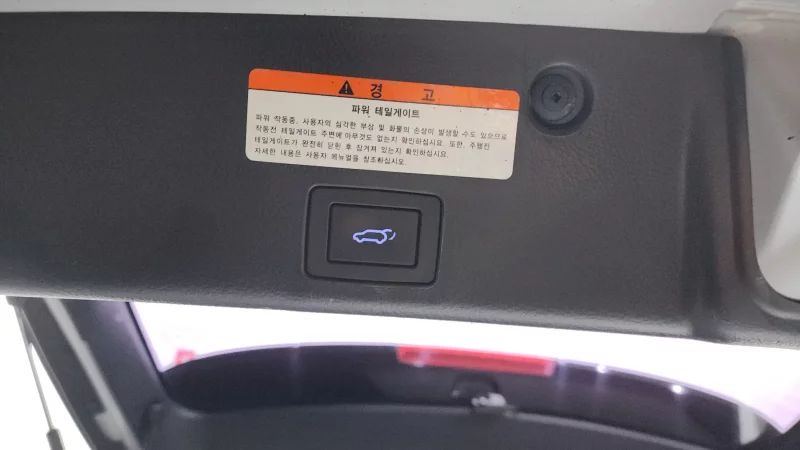 경 고
파워 테일게이트
파워 작동중, 사용자의 심각한 부상 및 화물의 손상이 발생할 수도 있으므로
작동전 테일게이트 주변에 아무것도 없는지 확인하십시요. 또한, 주행전
테일게이트가 완전히 닫힌 후 잠겨져 있는지 확인하십시요.
자세한 내용은 사용자 메뉴얼을 참조하십시오.